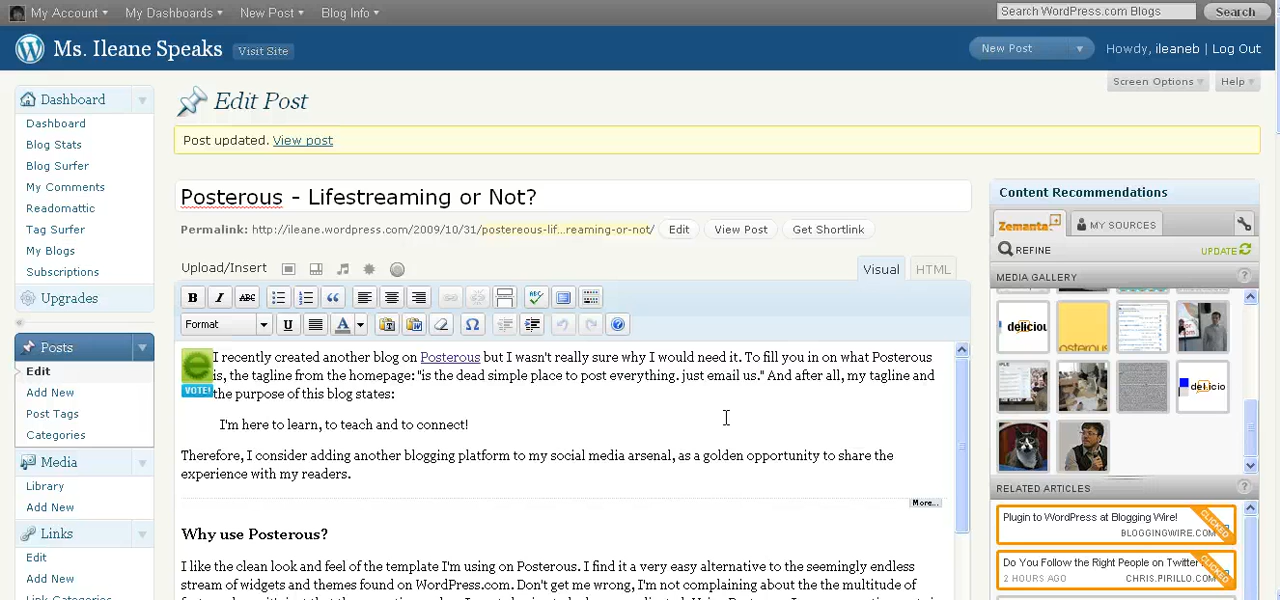 My Account My Dashboards New Post Blog Info Search WordPress.com Blogs Search
Ms. Ileane Speaks Visit Site New Post Howdy, ileaneb | Log Out
Screen Options Help
Dashboard
Dashboard
Blog Stats
Blog Surfer
My Comments
Readomattic
Tag Surfer
My Blogs
Subscriptions
Upgrades
Posts
Edit
Add New
Post Tags
Categories
Media
Library
Add New
Links
Edit
Add New
Link Categories
Edit Post
Post updated. View post
Posterous - Lifestreaming or Not?
Permalink: http://ileane.wordpress.com/2009/10/31/postereous-lif...reaming-or-not/ Edit View Post Get Shortlink
Upload/Insert Visual HTML
B I ABC ABC
Format U A
e VOTE!
I recently created another blog on Posterous but I wasn't really sure why I would need it. To fill you in on what Posterous
is, the tagline from the homepage: "is the dead simple place to post everything. just email us." And after all, my tagline and
the purpose of this blog states:
I'm here to learn, to teach and to connect!
Therefore, I consider adding another blogging platform to my social media arsenal, as a golden opportunity to share the
experience with my readers.
More...
Why use Posterous?
I like the clean look and feel of the template I'm using on Posterous. I find it a very easy alternative to the seemingly endless
stream of widgets and themes found on WordPress.com. Don't get me wrong, I'm not complaining about the the multitude of
Content Recommendations
Zemanta MY SOURCES
REFINE UPDATE
MEDIA GALLERY ?
deliciou posterous
delicio
RELATED ARTICLES ?
Plugin to WordPress at Blogging Wire!
BLOGGINGWIRE.COM
CLICKED
Do You Follow the Right People on Twitter
2 HOURS AGO CHRIS.PIRILLO.COM
CLICKED